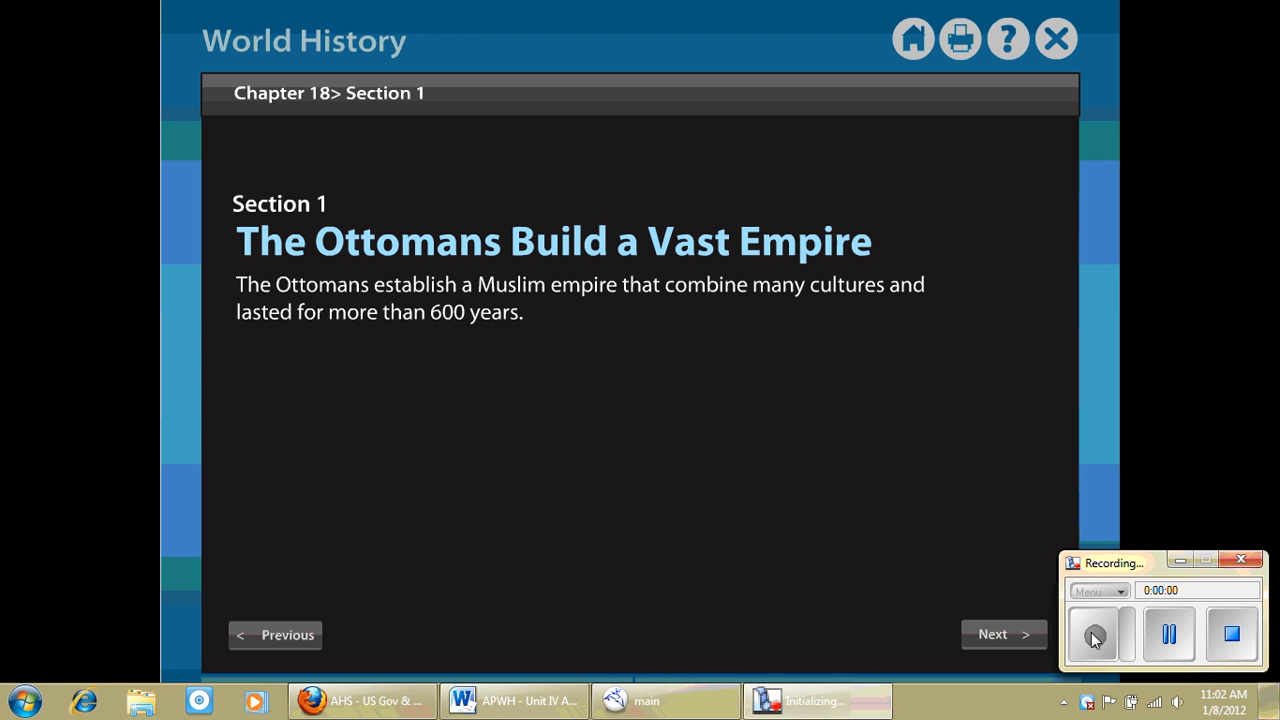 World History
?
Chapter 18> Section 1
Section 1
The Ottomans Build a Vast Empire
The Ottomans establish a Muslim empire that combine many cultures and
lasted for more than 600 years.
< Previous
Next >
Recording...
Menu
0:00:00
AHS - US Gov & ...
APWH - Unit IV A...
main
Initializing...
11:02 AM
1/8/2012